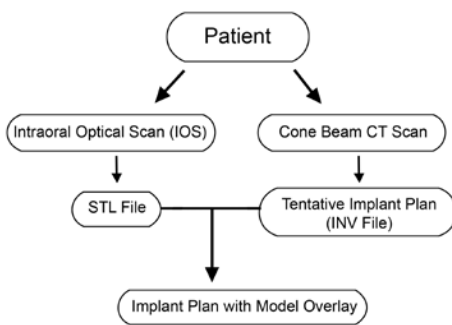 Patient
Intraoral Optical Scan (IOS)
Cone Beam CT Scan
STL File
Tentative Implant Plan
(INV File)
Implant Plan with Model Overlay